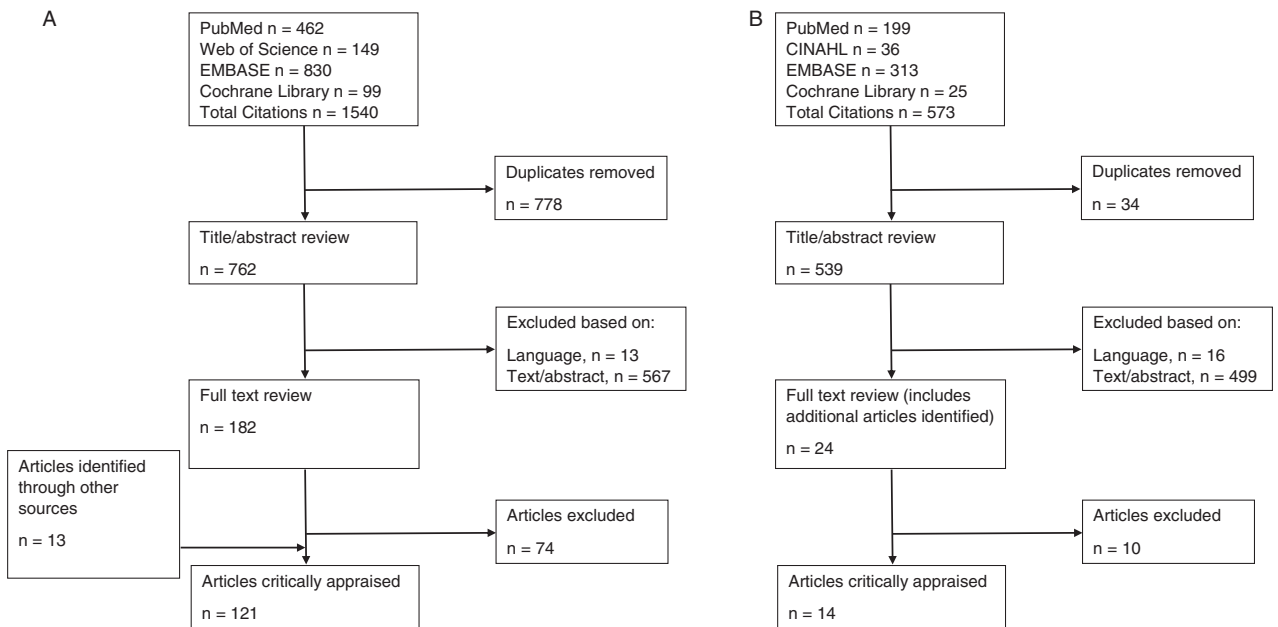 A
PubMed n = 462
Web of Science n = 149
EMBASE n = 830
Cochrane Library n = 99
Total Citations n = 1540
Duplicates removed
n = 778
Title/abstract review
n = 762
Excluded based on:
Language, n = 13
Text/abstract, n = 567
Full text review
n = 182
Articles identified
through other
sources
n = 13
Articles excluded
n = 74
Articles critically appraised
n = 121
B
PubMed n = 199
CINAHL n = 36
EMBASE n = 313
Cochrane Library n = 25
Total Citations n = 573
Duplicates removed
n = 34
Title/abstract review
n = 539
Excluded based on:
Language, n = 16
Text/abstract, n = 499
Full text review (includes
additional articles identified)
n = 24
Articles excluded
n = 10
Articles critically appraised
n = 14